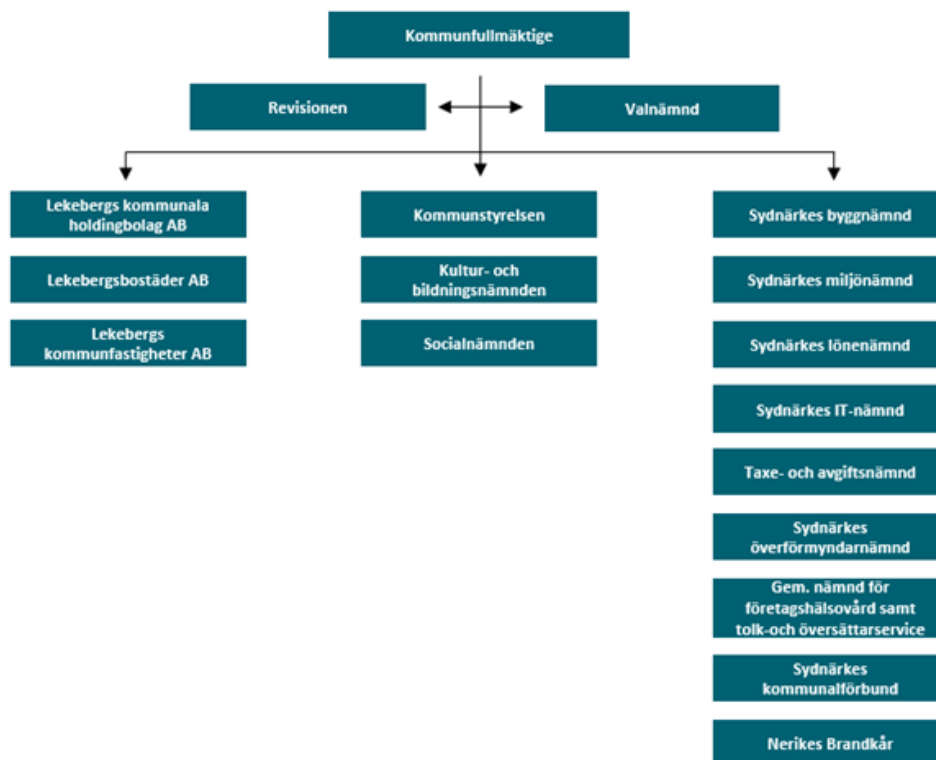 Kommunfullmäktige
Revisionen
Valnämnd
Lekebergs kommunala
holdingbolag AB
Lekebergsbostäder AB
Lekebergs
kommunfastigheter AB
Kommunstyrelsen
Kultur- och
bildningsnämnden
Socialnämnden
Sydnärkes byggnämnd
Sydnärkes miljönämnd
Sydnärkes lönenämnd
Sydnärkes IT-nämnd
Taxe- och avgiftsnämnd
Sydnärkes
överförmyndarnämnd
Gem. nämnd för
företagshälsovård samt
tolk-och översättarservice
Sydnärkes
kommunalförbund
Nerikes Brandkår